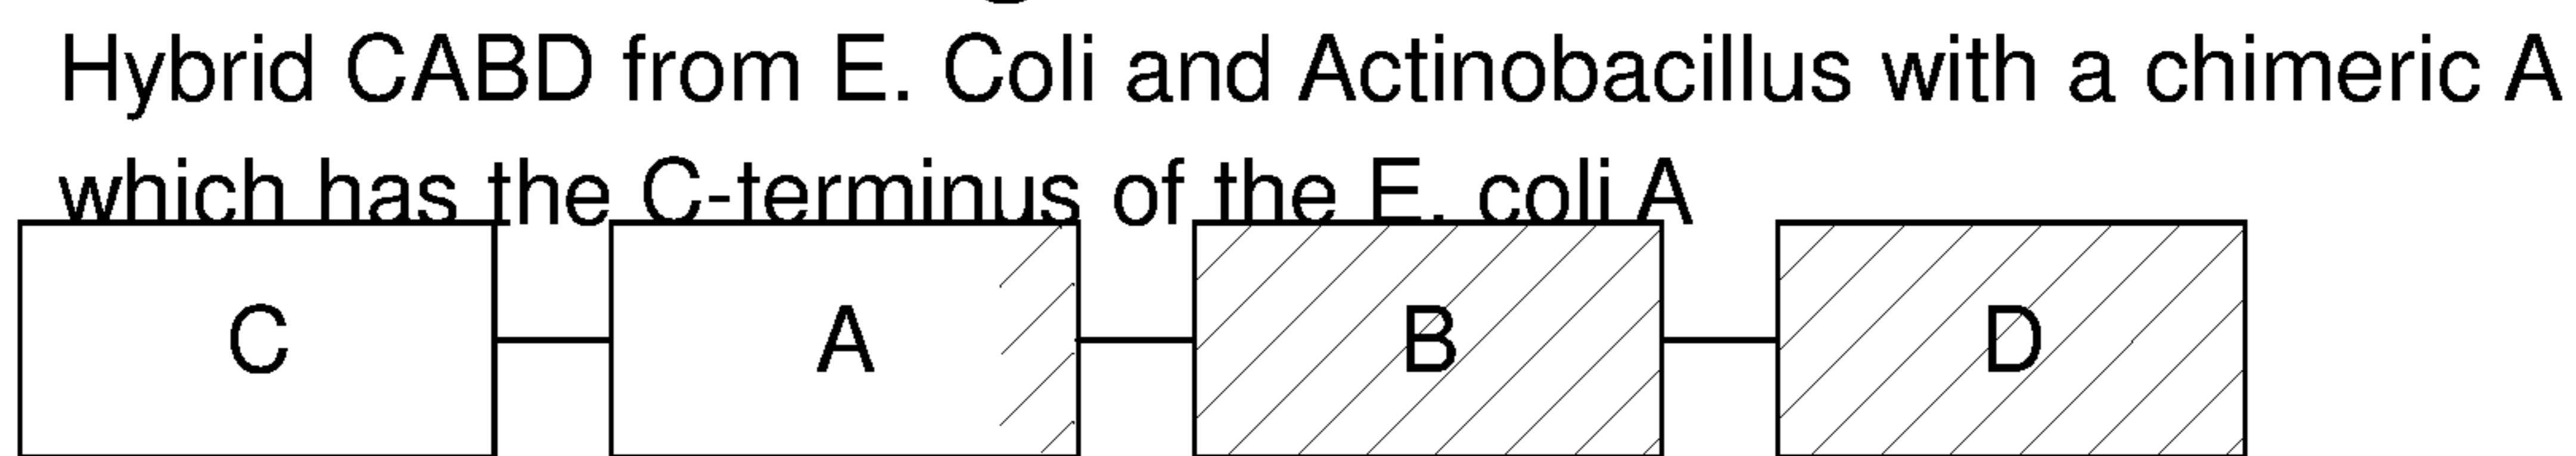 Hybrid CABD from E. Coli and Actinobacillus with a chimeric A
which has the C-terminus of the E. coli A
C A B D